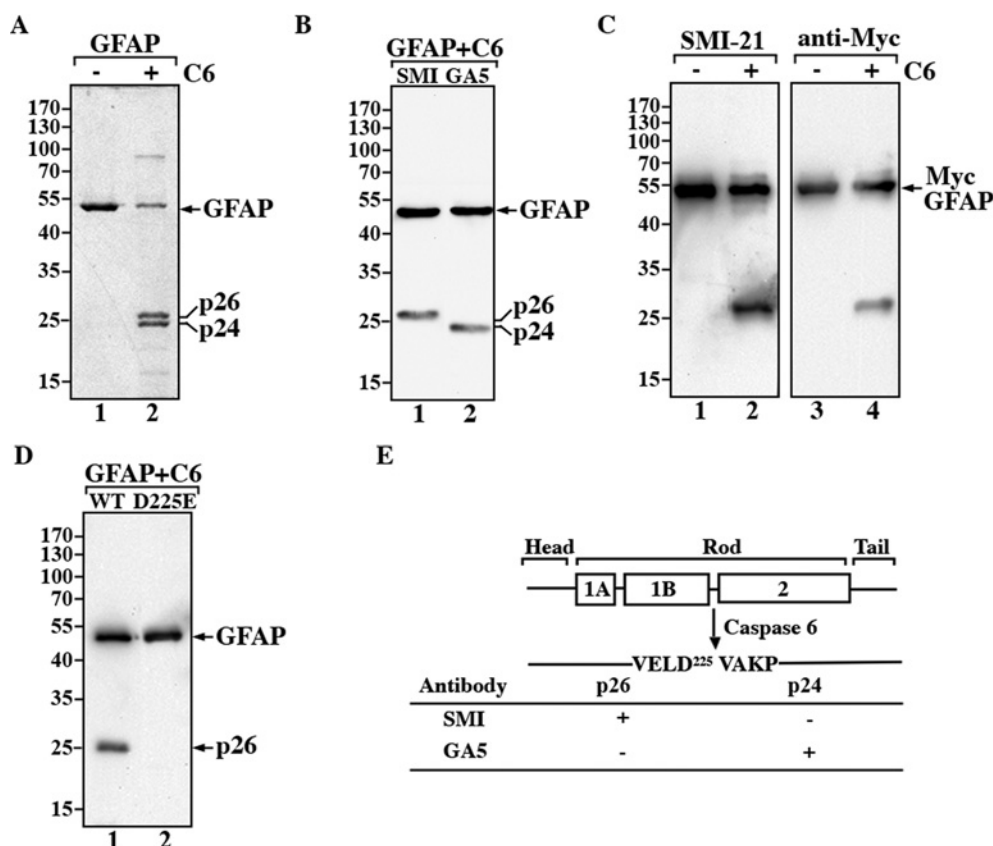 A
GFAP
- + C6
170-
130-
100-
70-
55-
40-
35-
25-
15-
GFAP
p26
p24
1 2
B
GFAP+C6
SMI GA5
170-
130-
100-
70-
55-
40-
35-
25-
15-
GFAP
p26
p24
1 2
C
SMI-21 anti-Myc
- + - + C6
170-
130-
100-
70-
55-
40-
35-
25-
15-
Myc
GFAP
1 2 3 4
D
GFAP+C6
WT D225E
170-
130-
100-
70-
55-
40-
35-
25-
15-
GFAP
p26
1 2
E
Head Rod Tail
1A 1B 2
Caspase 6
VELD²²⁵ VAKP
Antibody p26 p24
SMI + -
GA5 - +